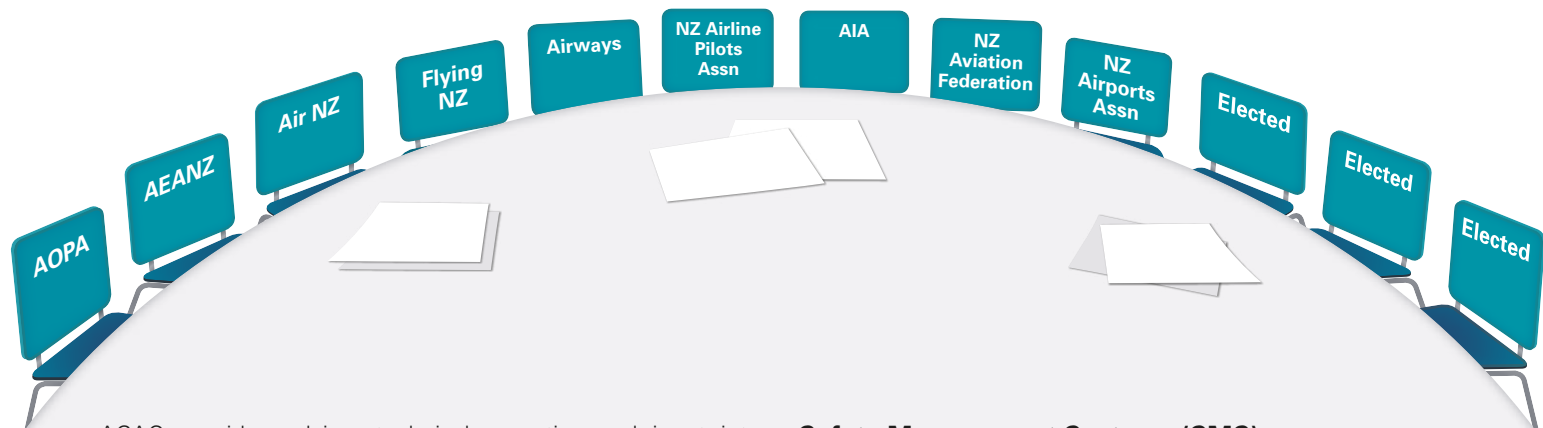 AOPA
AEANZ
Air NZ
Flying
NZ
Airways
NZ Airline
Pilots
Assn
AIA
NZ
Aviation
Federation
NZ
Airports
Assn
Elected
Elected
Elected